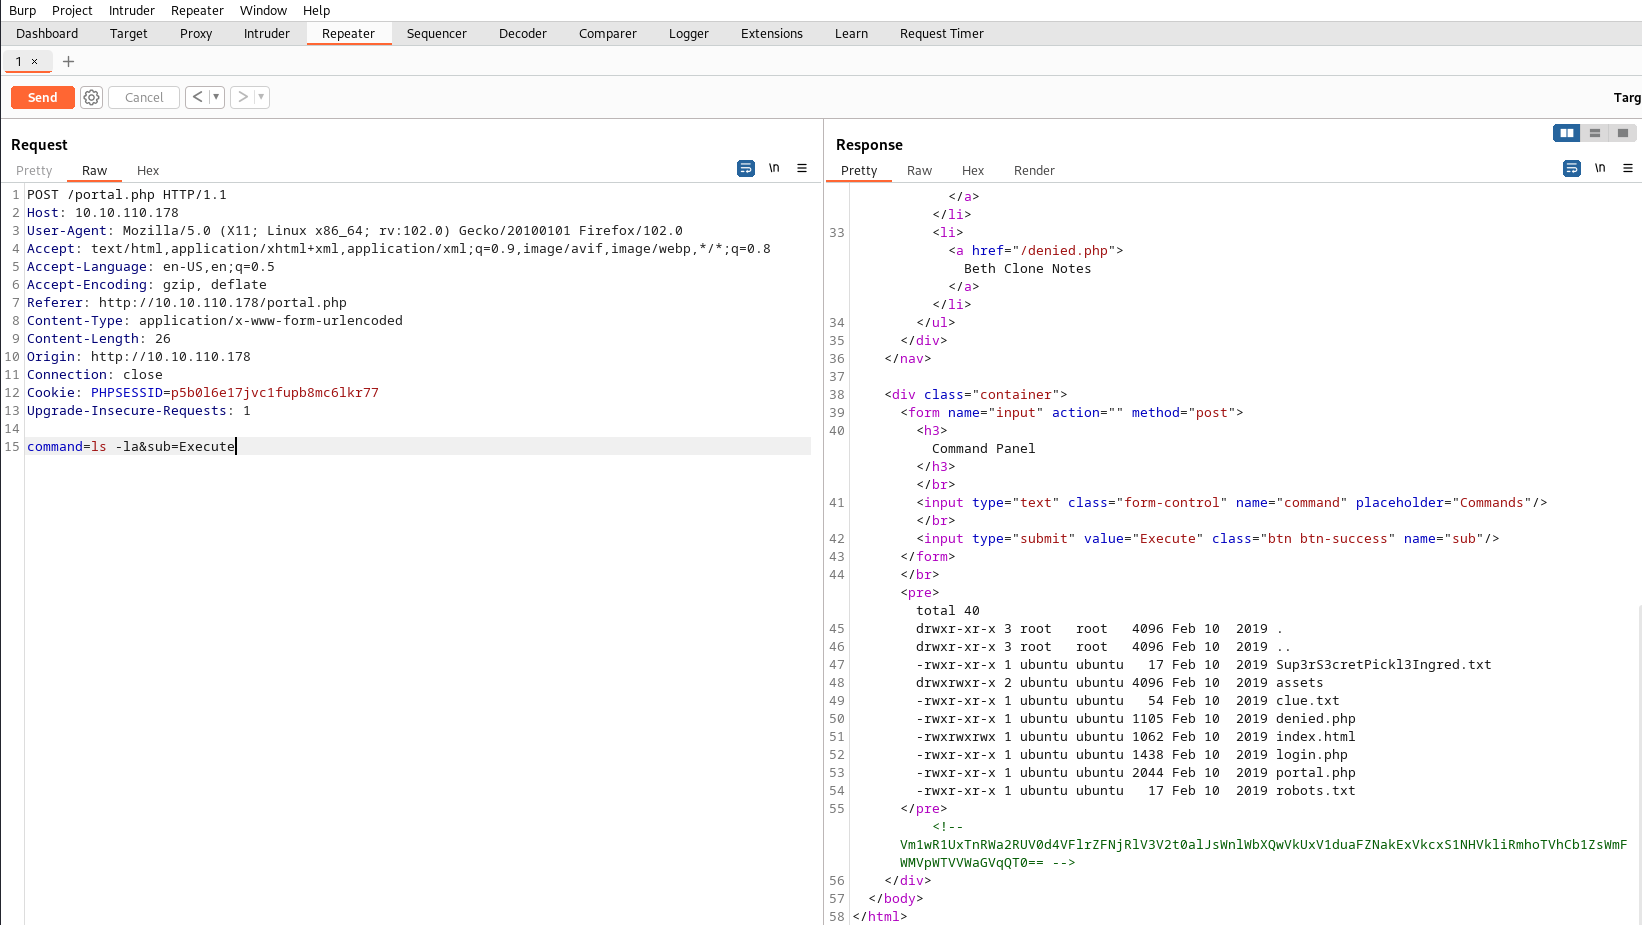 Burp Project Intruder Repeater Window Help
Dashboard Target Proxy Intruder Repeater Sequencer Decoder Comparer Logger Extensions Learn Request Timer
1 × +
Send Cancel < > Targ
Request
Pretty Raw Hex \n
1 POST /portal.php HTTP/1.1
2 Host: 10.10.110.178
3 User-Agent: Mozilla/5.0 (X11; Linux x86_64; rv:102.0) Gecko/20100101 Firefox/102.0
4 Accept: text/html,application/xhtml+xml,application/xml;q=0.9,image/avif,image/webp,*/*;q=0.8
5 Accept-Language: en-US,en;q=0.5
6 Accept-Encoding: gzip, deflate
7 Referer: http://10.10.110.178/portal.php
8 Content-Type: application/x-www-form-urlencoded
9 Content-Length: 26
10 Origin: http://10.10.110.178
11 Connection: close
12 Cookie: PHPSESSID=p5b0l6e17jvc1fupb8mc6lkr77
13 Upgrade-Insecure-Requests: 1
14
15 command=ls -la&sub=Execute
Response
Pretty Raw Hex Render \n
</a>
</li>
33 <li>
<a href="/denied.php">
Beth Clone Notes
</a>
</li>
34 </ul>
35 </div>
36 </nav>
37
38 <div class="container">
39 <form name="input" action="" method="post">
40 <h3>
Command Panel
</h3>
</br>
41 <input type="text" class="form-control" name="command" placeholder="Commands"/>
</br>
42 <input type="submit" value="Execute" class="btn btn-success" name="sub"/>
43 </form>
44 </br>
<pre>
total 40
45 drwxr-xr-x 3 root root 4096 Feb 10 2019 .
46 drwxr-xr-x 3 root root 4096 Feb 10 2019 ..
47 -rwxr-xr-x 1 ubuntu ubuntu 17 Feb 10 2019 Sup3rS3cretPickl3Ingred.txt
48 drwxrwxr-x 2 ubuntu ubuntu 4096 Feb 10 2019 assets
49 -rwxr-xr-x 1 ubuntu ubuntu 54 Feb 10 2019 clue.txt
50 -rwxr-xr-x 1 ubuntu ubuntu 1105 Feb 10 2019 denied.php
51 -rwxrwxrwx 1 ubuntu ubuntu 1062 Feb 10 2019 index.html
52 -rwxr-xr-x 1 ubuntu ubuntu 1438 Feb 10 2019 login.php
53 -rwxr-xr-x 1 ubuntu ubuntu 2044 Feb 10 2019 portal.php
54 -rwxr-xr-x 1 ubuntu ubuntu 17 Feb 10 2019 robots.txt
55 </pre>
<!--
Vm1wR1UxTnRWa2RUV0d4VFlrZFNjRlV3V2t0alJsWnlWbXQwVkUxV1duaFZNakExVkcxS1NHVkliRmhoTVhCb1ZsWmF
WMVpWTVVWaGVqQT0== -->
56 </div>
57 </body>
58 </html>